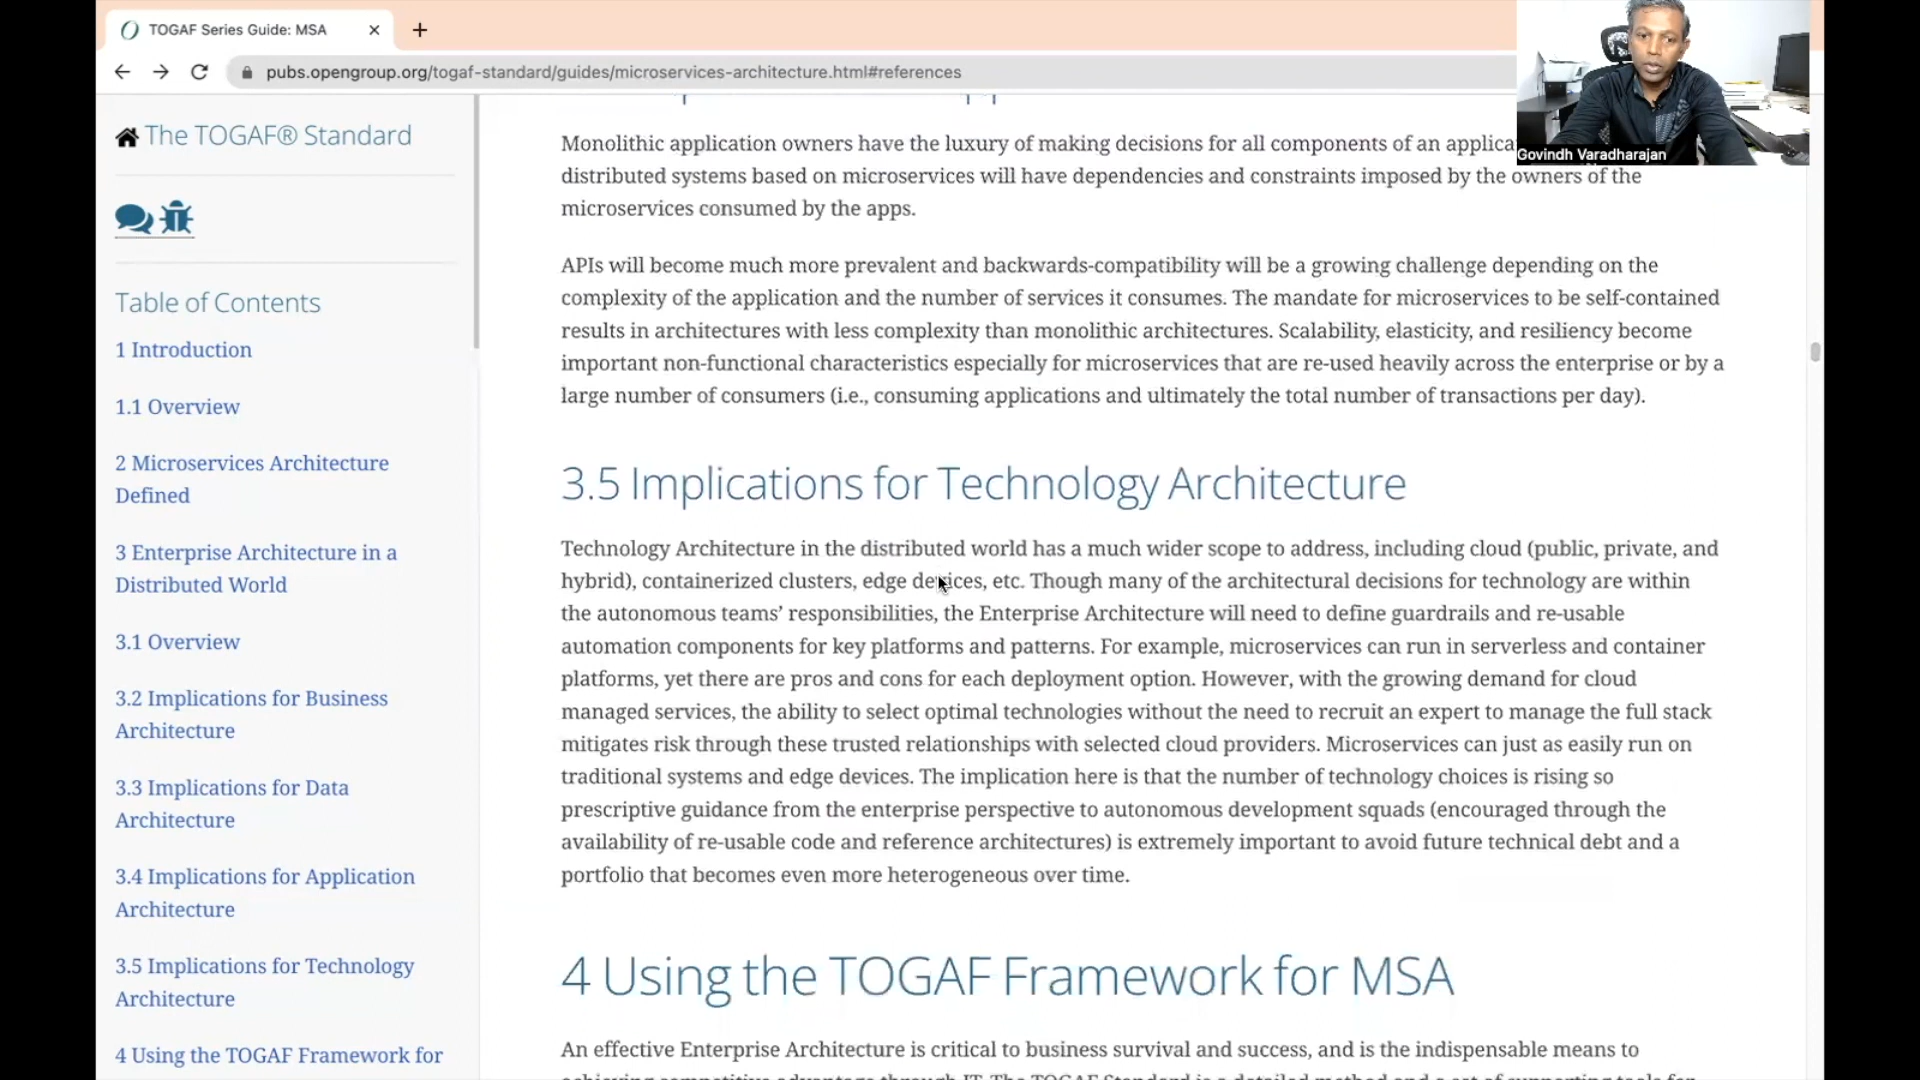 TOGAF Series Guide: MSA
pubs.opengroup.org/togaf-standard/guides/microservices-architecture.html#references
Govindh Varadharajan
The TOGAF® Standard
Table of Contents
1 Introduction
1.1 Overview
2 Microservices Architecture
Defined
3 Enterprise Architecture in a
Distributed World
3.1 Overview
3.2 Implications for Business
Architecture
3.3 Implications for Data
Architecture
3.4 Implications for Application
Architecture
3.5 Implications for Technology
Architecture
4 Using the TOGAF Framework for
Monolithic application owners have the luxury of making decisions for all components of an
distributed systems based on microservices will have dependencies and constraints imposed by the owners of the
microservices consumed by the apps.
APIs will become much more prevalent and backwards-compatibility will be a growing challenge depending on the
complexity of the application and the number of services it consumes. The mandate for microservices to be self-contained
results in architectures with less complexity than monolithic architectures. Scalability, elasticity, and resiliency become
important non-functional characteristics especially for microservices that are re-used heavily across the enterprise or by a
large number of consumers (i.e., consuming applications and ultimately the total number of transactions per day).
3.5 Implications for Technology Architecture
Technology Architecture in the distributed world has a much wider scope to address, including cloud (public, private, and
hybrid), containerized clusters, edge devices, etc. Though many of the architectural decisions for technology are within
the autonomous teams’ responsibilities, the Enterprise Architecture will need to define guardrails and re-usable
automation components for key platforms and patterns. For example, microservices can run in serverless and container
platforms, yet there are pros and cons for each deployment option. However, with the growing demand for cloud
managed services, the ability to select optimal technologies without the need to recruit an expert to manage the full stack
mitigates risk through these trusted relationships with selected cloud providers. Microservices can just as easily run on
traditional systems and edge devices. The implication here is that the number of technology choices is rising so
prescriptive guidance from the enterprise perspective to autonomous development squads (encouraged through the
availability of re-usable code and reference architectures) is extremely important to avoid future technical debt and a
portfolio that becomes even more heterogeneous over time.
4 Using the TOGAF Framework for MSA
An effective Enterprise Architecture is critical to business survival and success, and is the indispensable means to